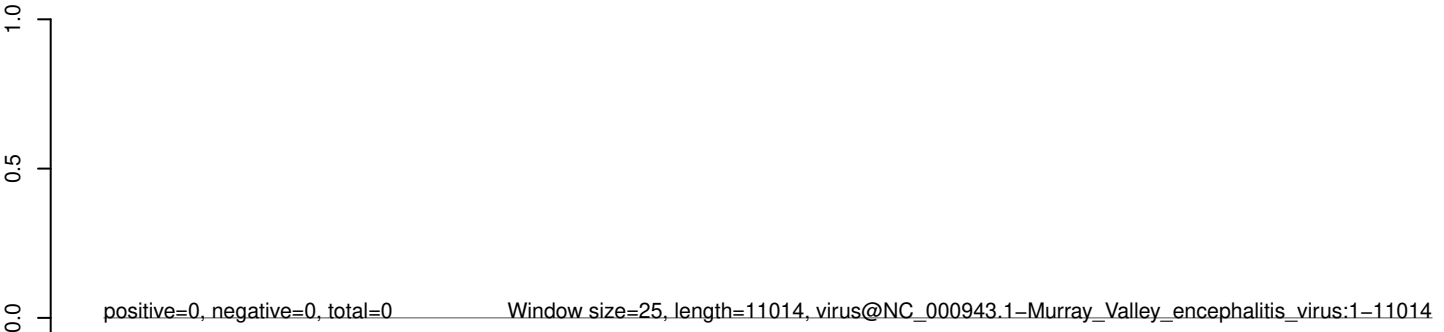 1.0
0.5
0.0
positive=0, negative=0, total=0 Window size=25, length=11014, virus@NC_000943.1−Murray_Valley_encephalitis_virus:1−11014